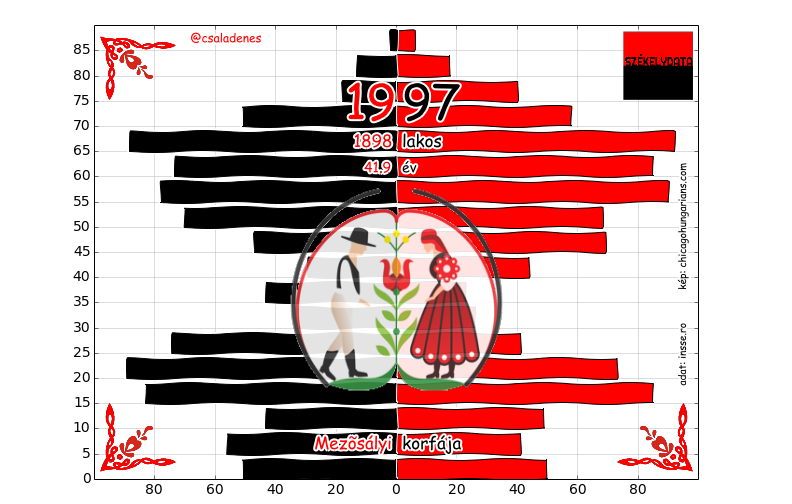 @csaladenes
SZÉKELYDATA
1997
1898 lakos
41,9 év
kép: chicagohungarians.com
adat: insse.ro
Mezősályi korfája
85
80
75
70
65
60
55
50
45
40
35
30
25
20
15
10
5
0
80 60 40 20 0 20 40 60 80